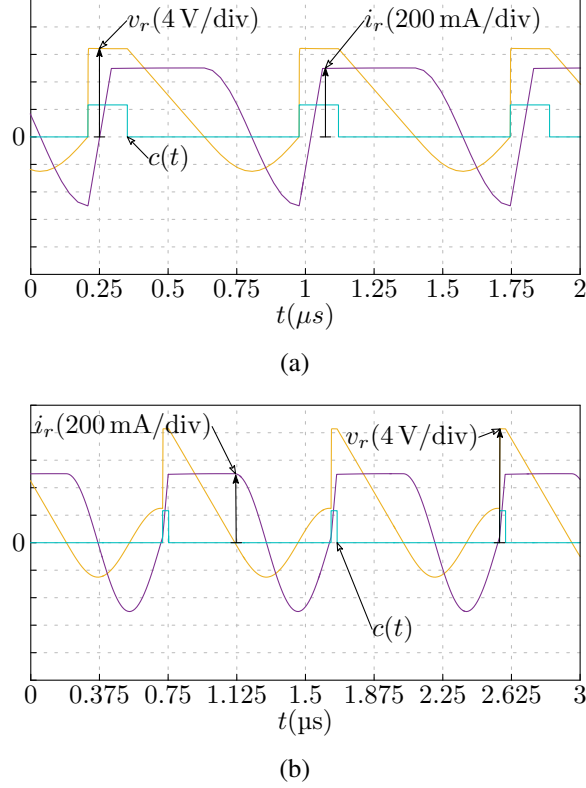 v_r(4 V/div)
i_r(200 mA/div)
0
c(t)
0 0.25 0.5 0.75 1 1.25 1.5 1.75 2
t(μs)
(a)
i_r(200 mA/div)
v_r(4 V/div)
0
c(t)
0 0.375 0.75 1.125 1.5 1.875 2.25 2.625 3
t(µs)
(b)